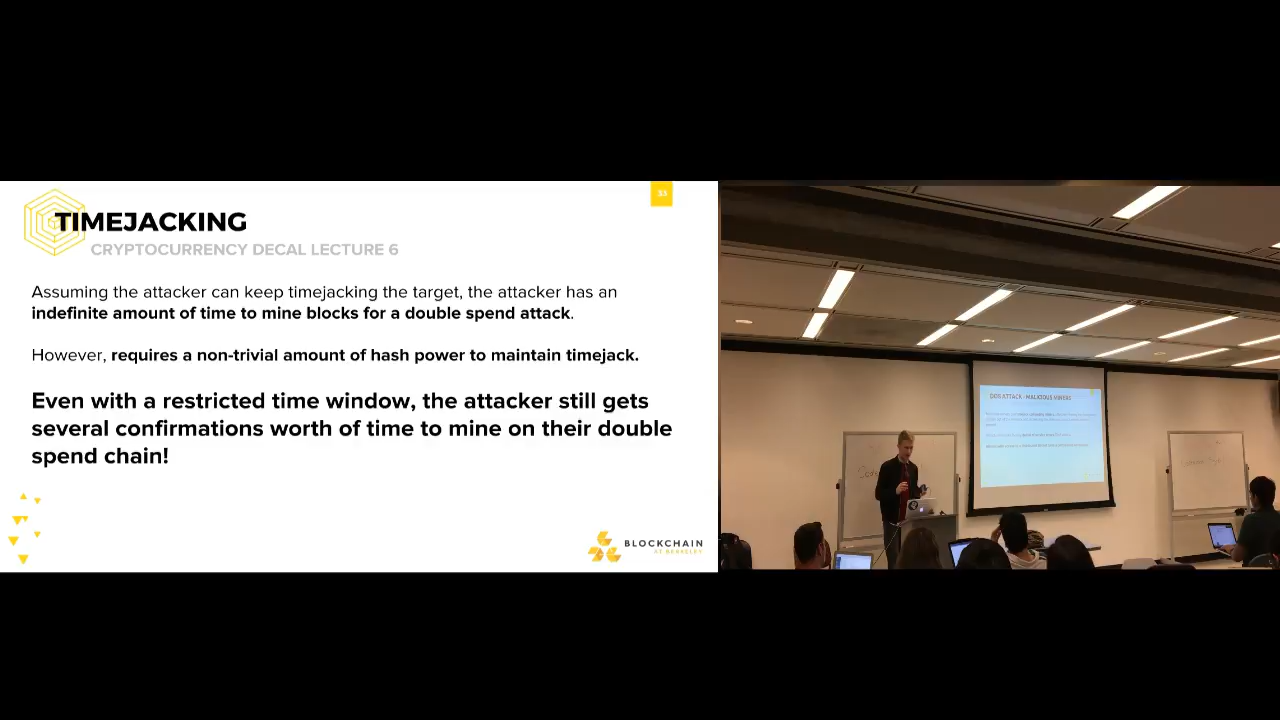 53
TIMEJACKING
CRYPTOCURRENCY DECAL LECTURE 6
Assuming the attacker can keep timejacking the target, the attacker has an
indefinite amount of time to mine blocks for a double spend attack.
However, requires a non-trivial amount of hash power to maintain timejack.
Even with a restricted time window, the attacker still gets
several confirmations worth of time to mine on their double
spend chain!
BLOCKCHAIN
AT BERKELEY
DOS ATTACK - MALICIOUS MINERS